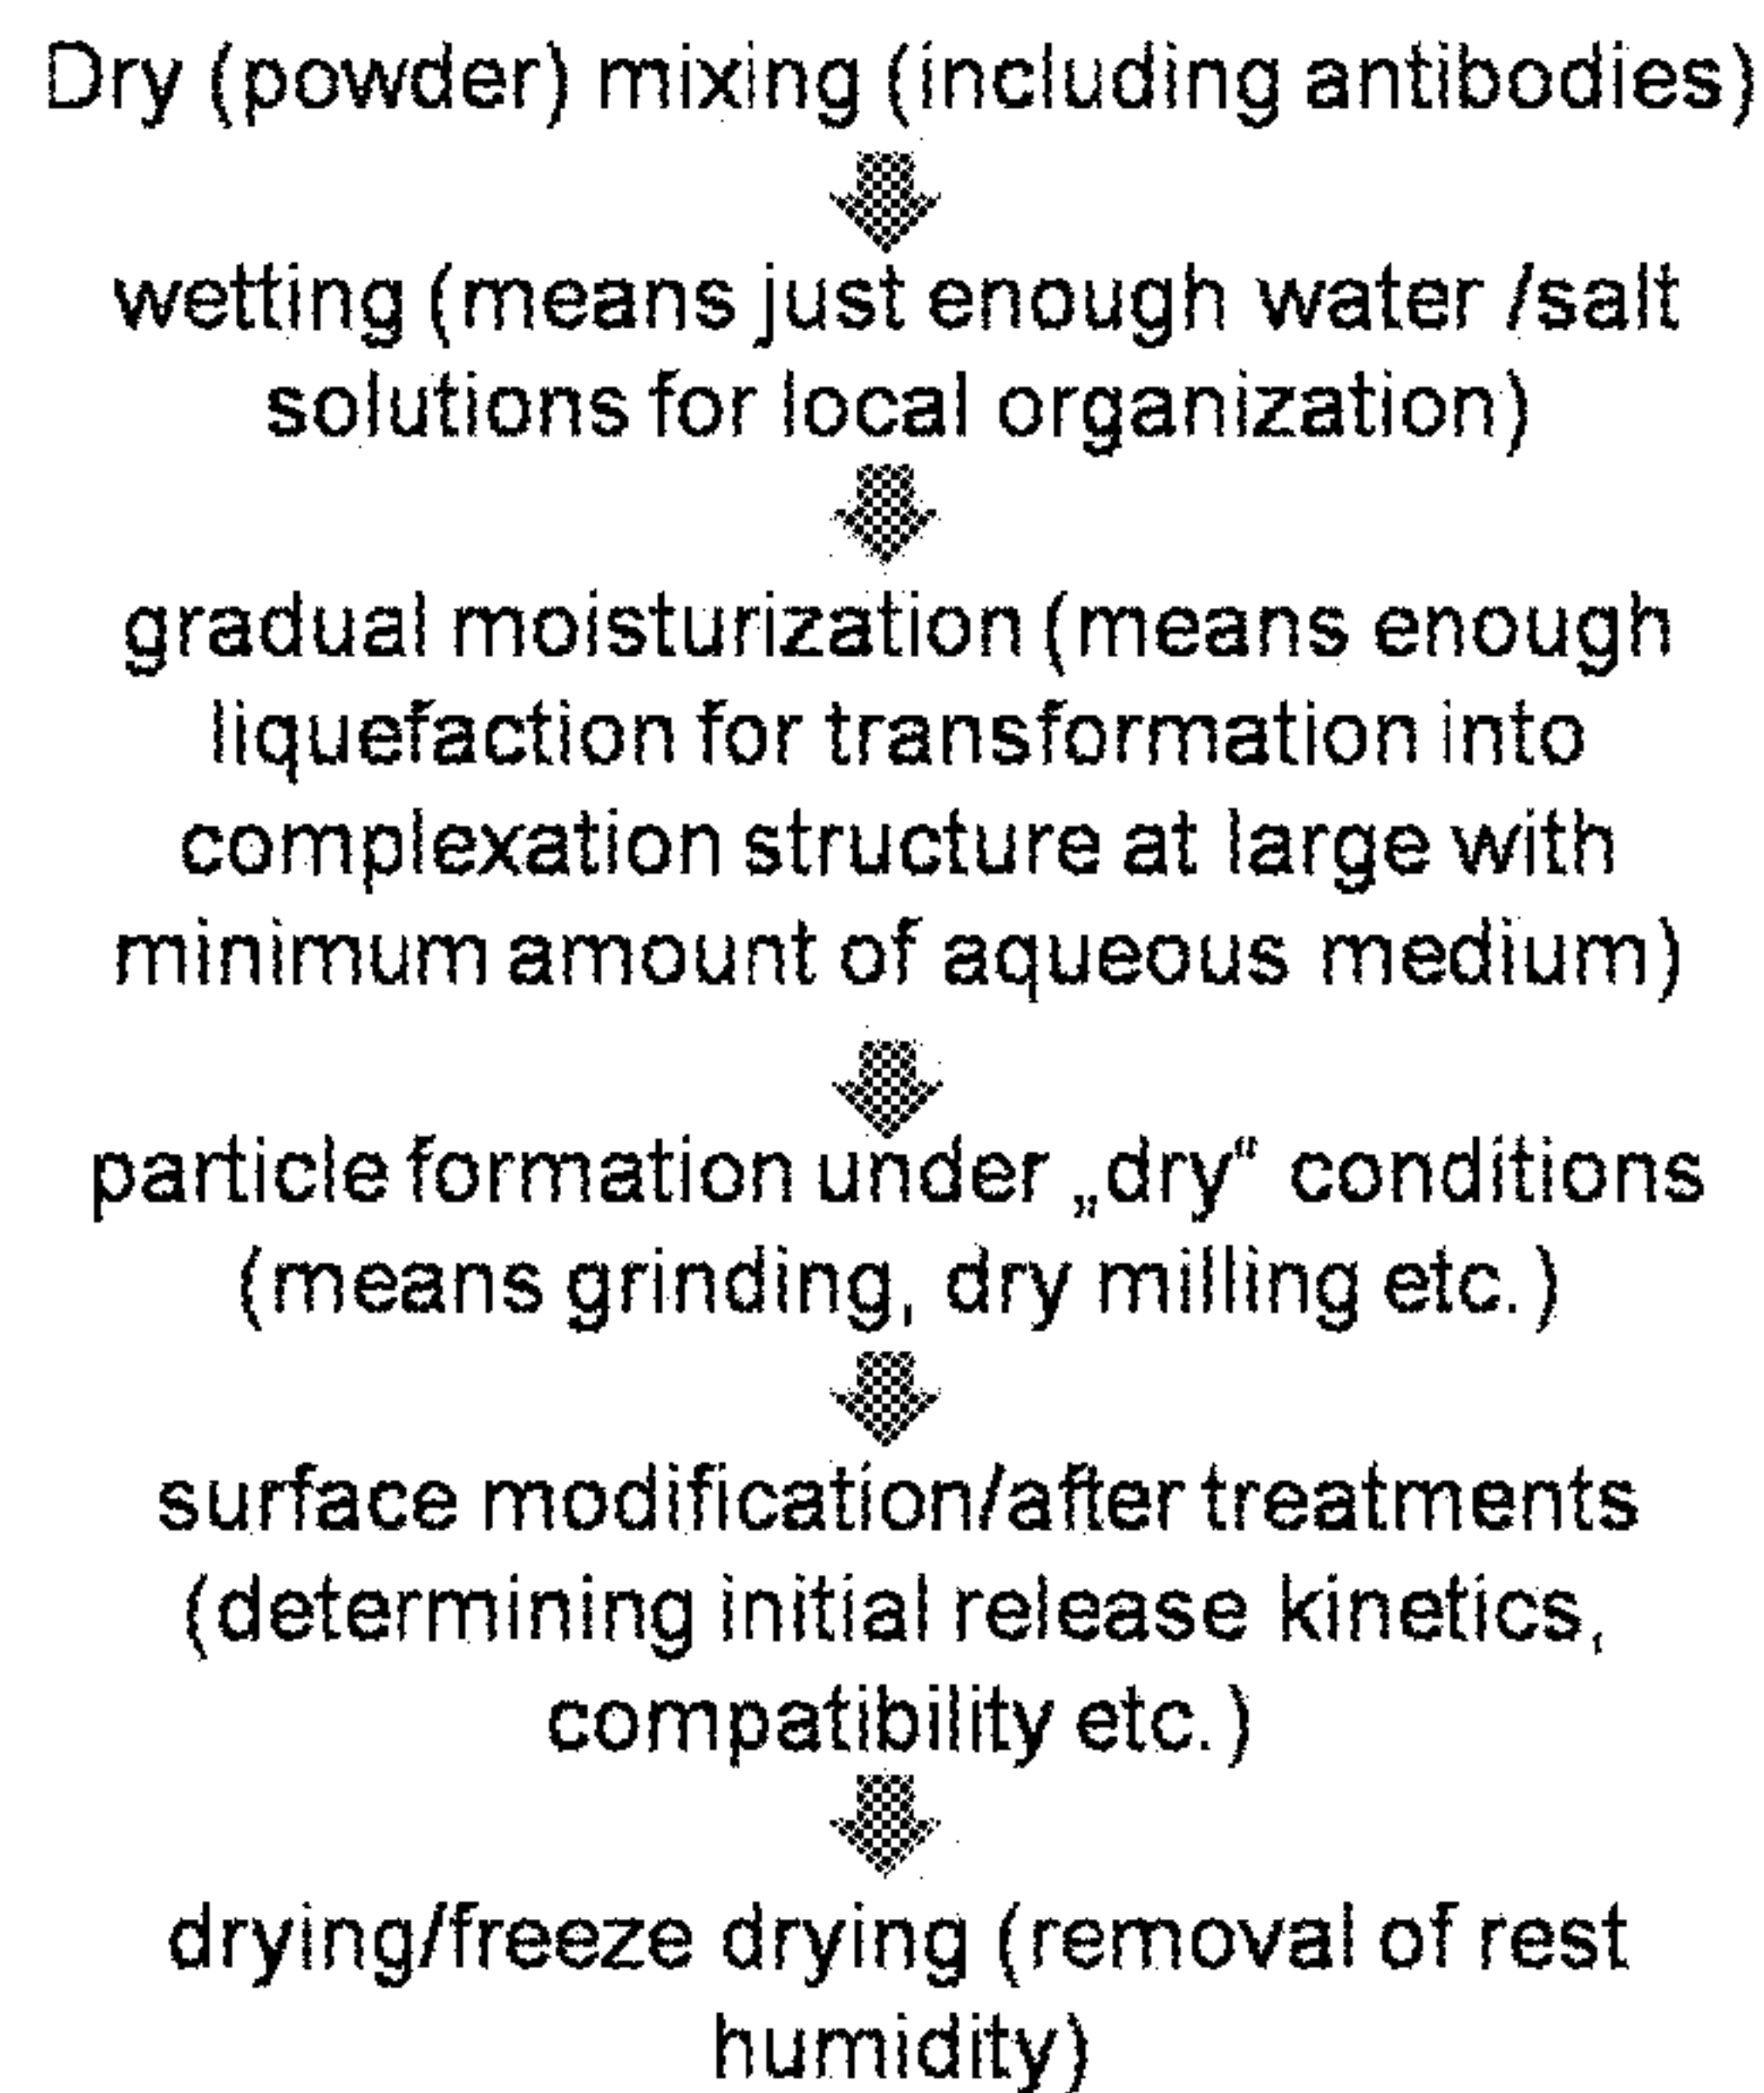 Dry (powder) mixing (including antibodies)
wetting (means just enough water /salt
solutions for local organization)
gradual moisturization (means enough
liquefaction for transformation into
complexation structure at large with
minimum amount of aqueous medium)
particle formation under „dry“ conditions
(means grinding, dry milling etc.)
surface modification/after treatments
(determining initial release kinetics,
compatibility etc.)
drying/freeze drying (removal of rest
humidity)